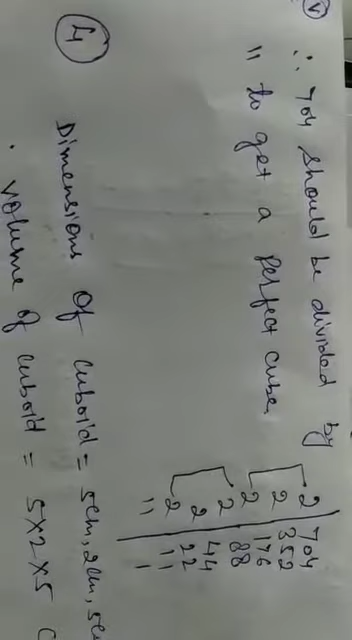 (v)
∴ 704 should be divided by
11 to get a perfect cube.
2 | 704
2 | 352
2 | 176
2 | 88
2 | 44
2 | 22
11 | 11
1
(4) Dimensions Of cuboid = 5cm, 2cm, 5cm
. Volume of cuboid = 5×2×5